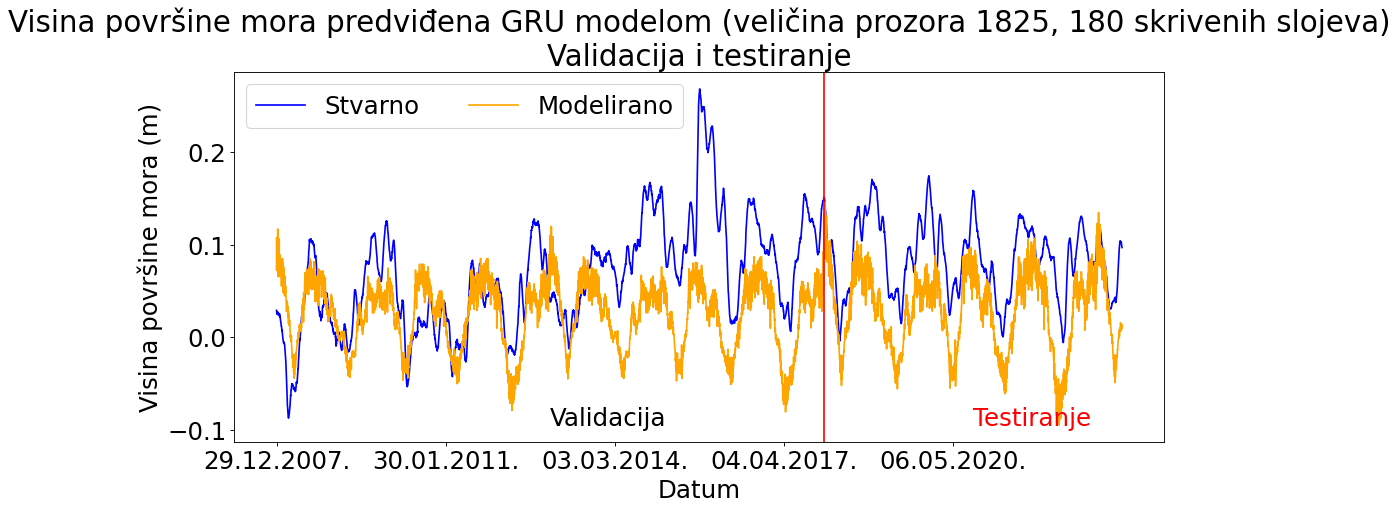 Visina površine mora predviđena GRU modelom (veličina prozora 1825, 180 skrivenih slojeva)
Validacija i testiranje
Stvarno
Modelirano
Visina površine mora (m)
0.2
0.1
0.0
−0.1
Validacija
Testiranje
29.12.2007.
30.01.2011.
03.03.2014.
04.04.2017.
06.05.2020.
Datum